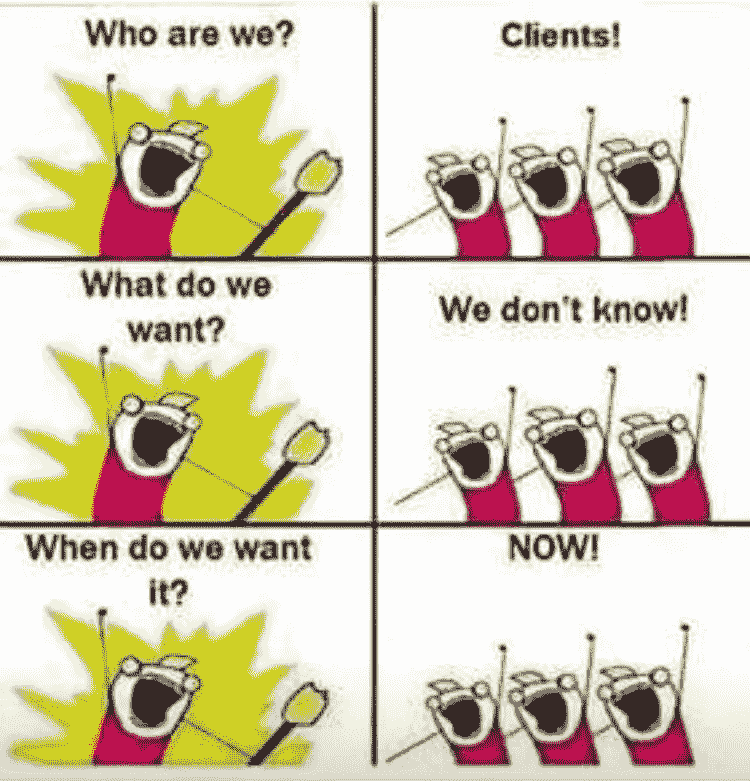 Who are we?
Clients!
What do we
want?
We don't know!
When do we want
it?
NOW!